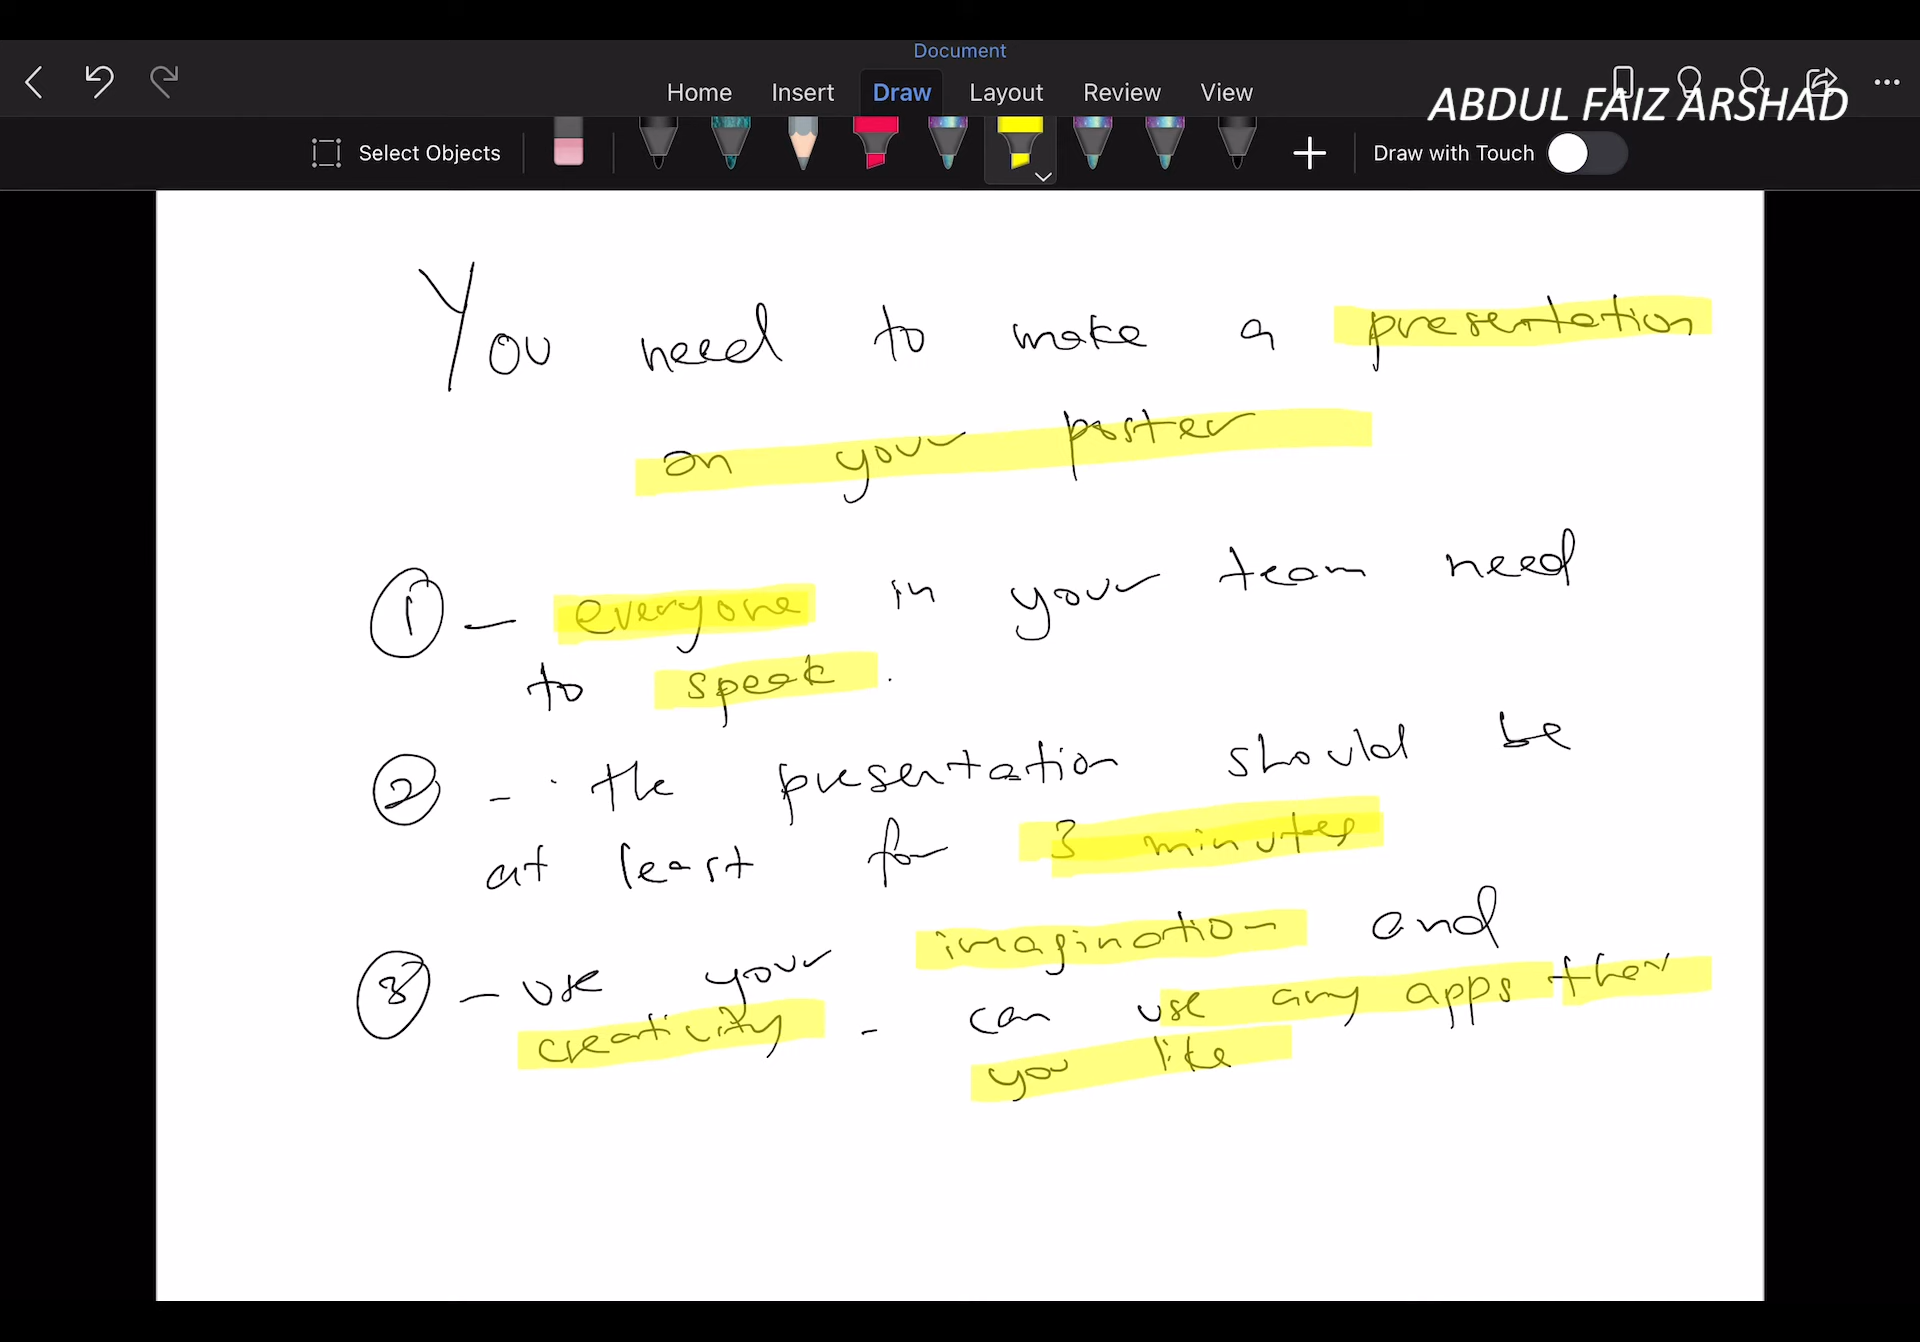 Document
Home Insert Draw Layout Review View
ABDUL FAIZ ARSHAD
Select Objects Draw with Touch
You need to make a presentation
on your poster
1 - everyone in your team need
to speak.
2 - the presentation should be
at least for 3 minutes
3 - use your imagination and
creativity - can use any apps that
you like